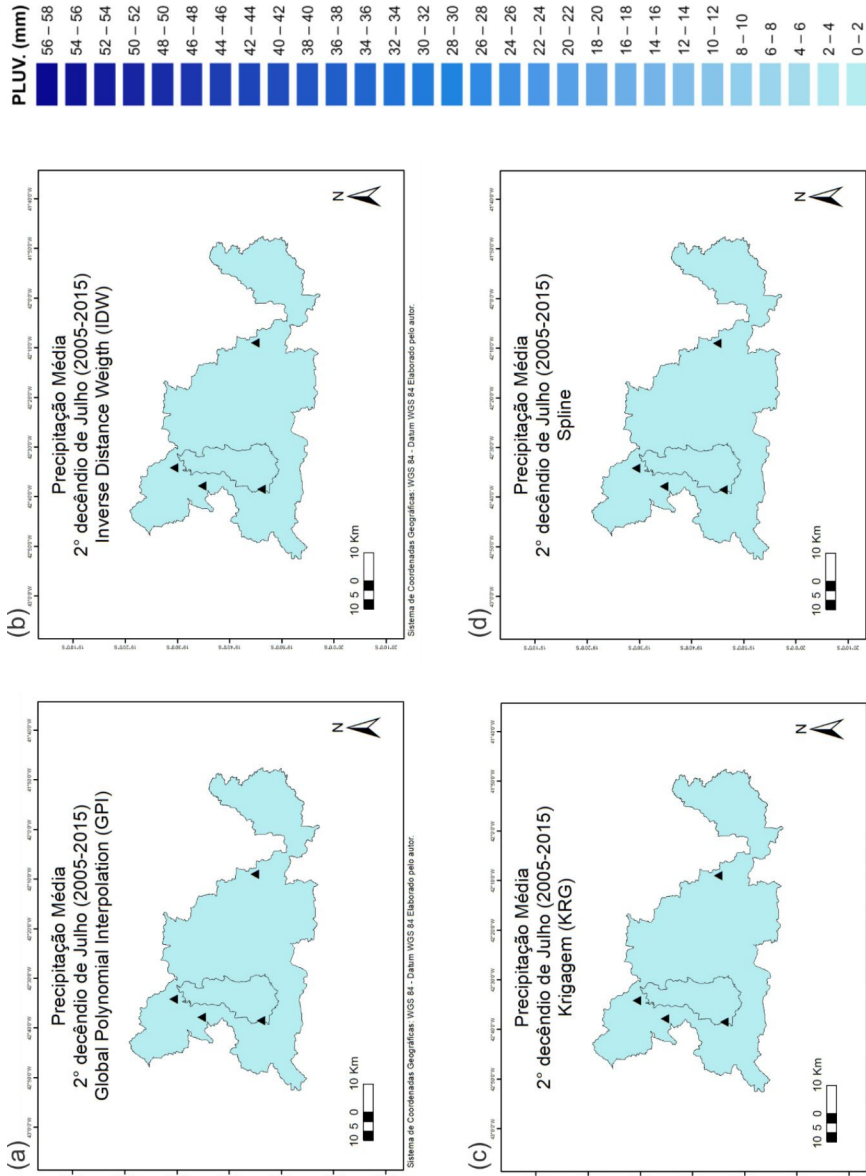 (a)
Precipitação Média
2° decêndio de Julho (2005-2015)
Global Polynomial Interpolation (GPI)
10 5 0 10 Km
N
Sistema de Coordenadas Geográficas: WGS 84 - Datum WGS 84 Elaborado pelo autor.
(b)
Precipitação Média
2° decêndio de Julho (2005-2015)
Inverse Distance Weigth (IDW)
10 5 0 10 Km
N
Sistema de Coordenadas Geográficas: WGS 84 - Datum WGS 84 Elaborado pelo autor.
(c)
Precipitação Média
2° decêndio de Julho (2005-2015)
Krigagem (KRG)
10 5 0 10 Km
N
(d)
Precipitação Média
2° decêndio de Julho (2005-2015)
Spline
10 5 0 10 Km
N
PLUV. (mm)
56 – 58
54 – 56
52 – 54
50 – 52
48 – 50
46 – 48
44 – 46
42 – 44
40 – 42
38 – 40
36 – 38
34 – 36
32 – 34
30 – 32
28 – 30
26 – 28
24 – 26
22 – 24
20 – 22
18 – 20
16 – 18
14 – 16
12 – 14
10 – 12
8 – 10
6 – 8
4 – 6
2 – 4
0 – 2